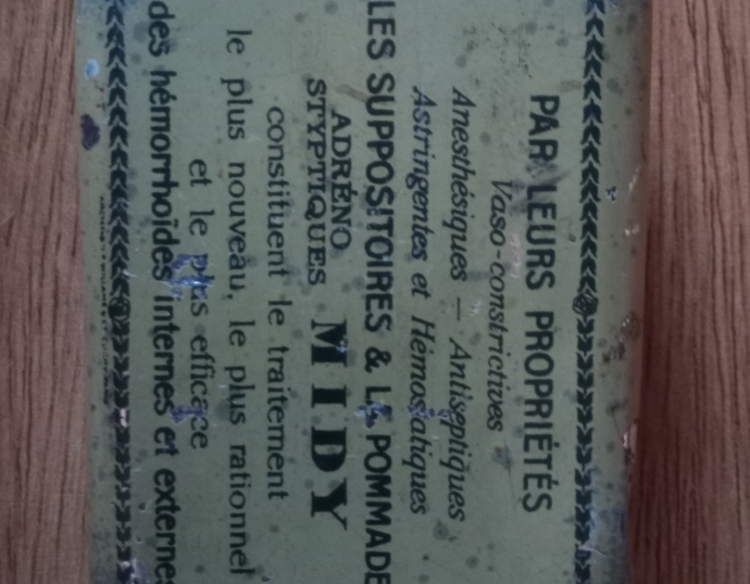 PAR LEURS PROPRIÉTÉS
Vaso-constrictives
Anesthésiques — Antiseptiques
Astringentes et Hémostatiques
LES SUPPOSITOIRES & LA POMMADE
ADRÉNO
STYPTIQUES MIDY
constituent le traitement
le plus nouveau, le plus rationnel
et le plus efficace
des hémorrhoïdes internes et externes